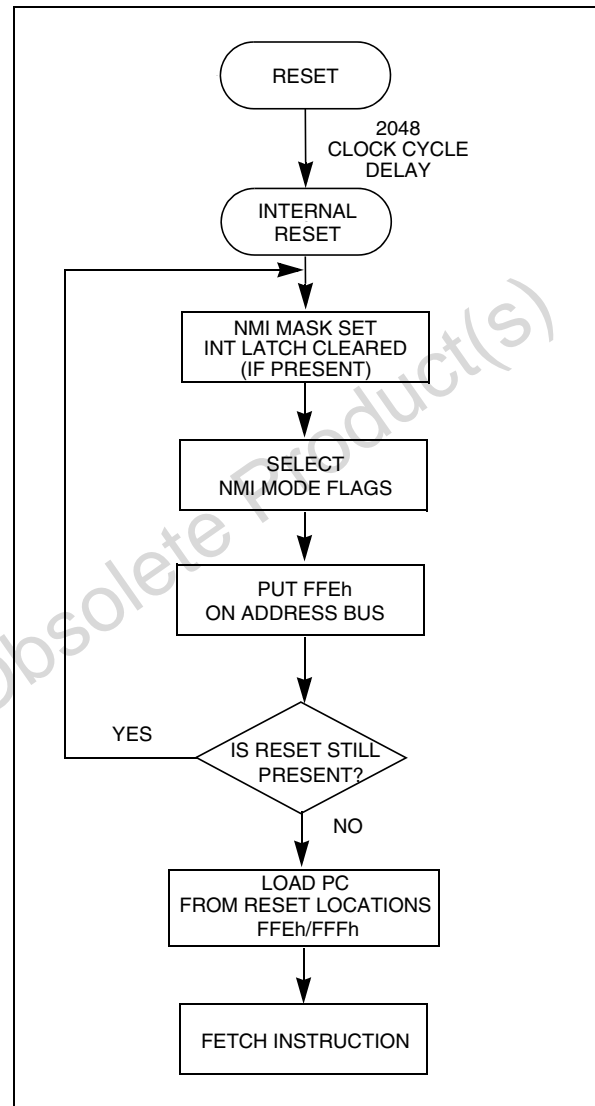 RESET
2048
CLOCK CYCLE
DELAY
INTERNAL
RESET
NMI MASK SET
INT LATCH CLEARED
(IF PRESENT)
SELECT
NMI MODE FLAGS
PUT FFEh
ON ADDRESS BUS
YES
IS RESET STILL
PRESENT?
NO
LOAD PC
FROM RESET LOCATIONS
FFEh/FFFh
FETCH INSTRUCTION
Obsolete Product(s)